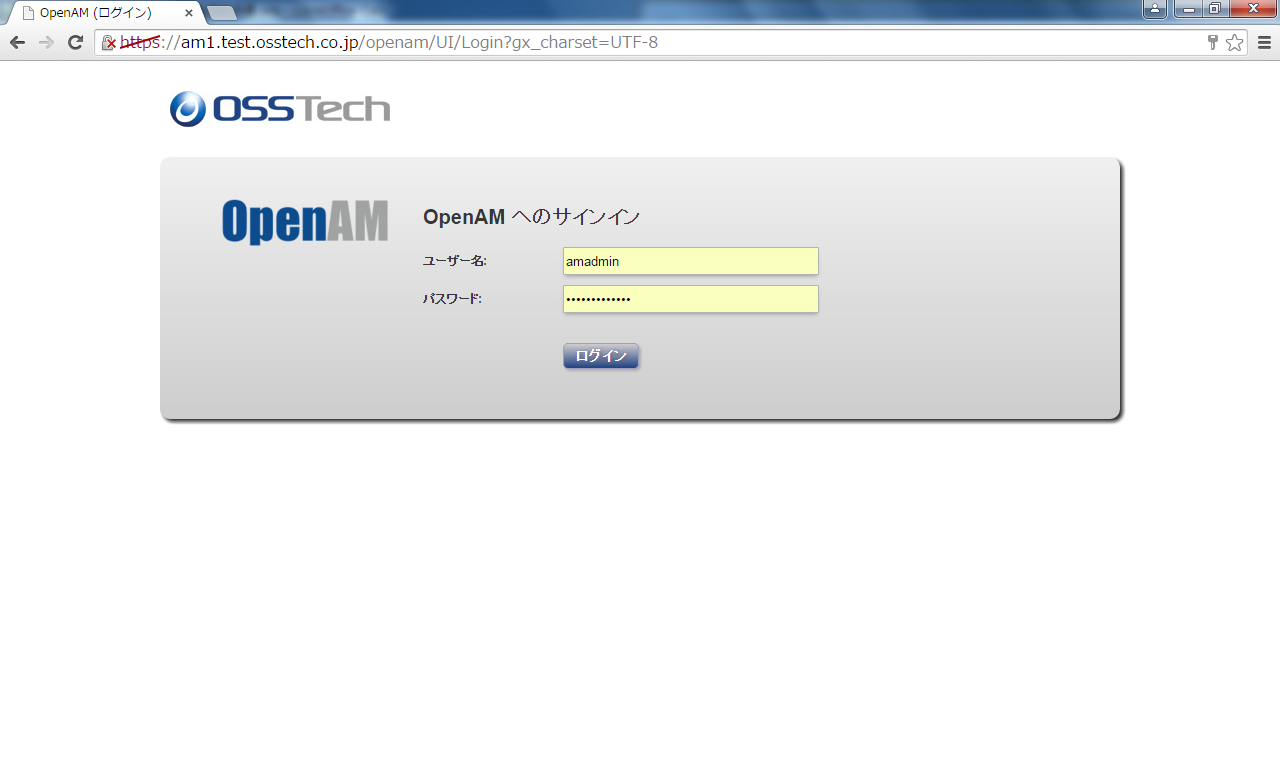 OpenAM (ログイン)
https://am1.test.osstech.co.jp/openam/UI/Login?gx_charset=UTF-8
OSSTech
OpenAM
OpenAM へのサインイン
ユーザー名: amadmin
パスワード: •••••••••••••
ログイン